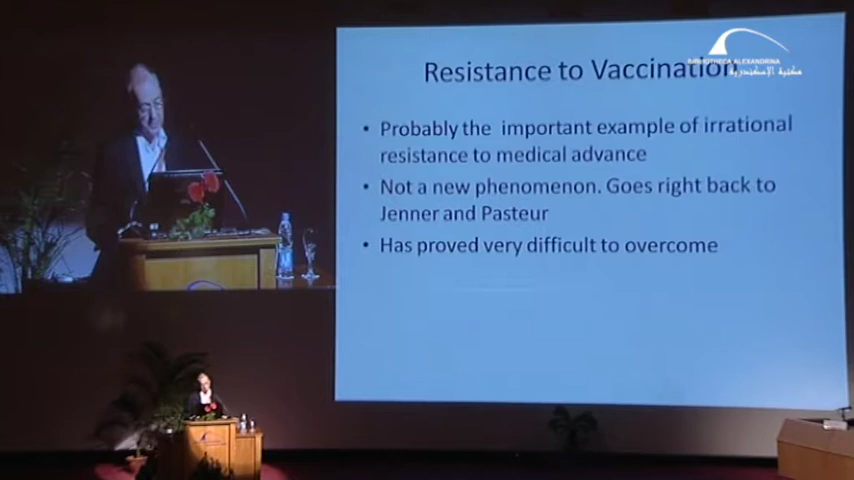 BIBLIOTHECA ALEXANDRINA
مكتبة الإسكندرية
Resistance to Vaccination
• Probably the important example of irrational
resistance to medical advance
• Not a new phenomenon. Goes right back to
Jenner and Pasteur
• Has proved very difficult to overcome